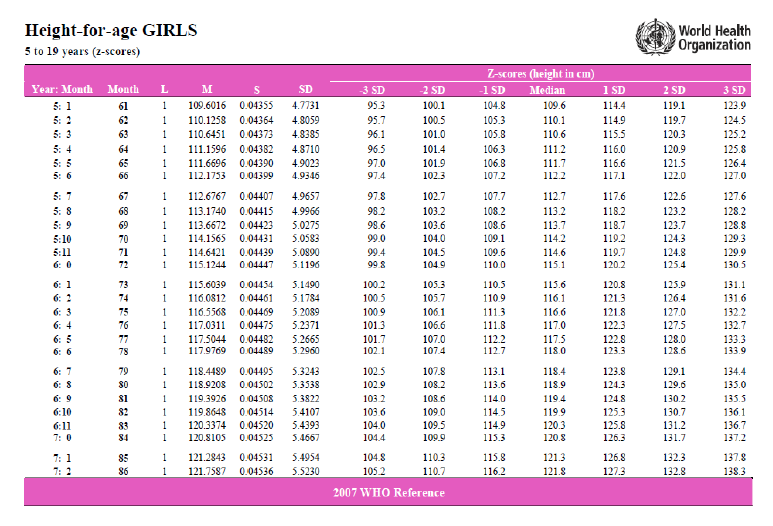 Height-for-age GIRLS
5 to 19 years (z-scores)
World Health
Organization
Z-scores (height in cm)
Year: Month Month L M S SD -3 SD -2 SD -1 SD Median 1 SD 2 SD 3 SD
5: 1 61 1 109.6016 0.04355 4.7731 95.3 100.1 104.8 109.6 114.4 119.1 123.9
5: 2 62 1 110.1258 0.04364 4.8059 95.7 100.5 105.3 110.1 114.9 119.7 124.5
5: 3 63 1 110.6451 0.04373 4.8385 96.1 101.0 105.8 110.6 115.5 120.3 125.2
5: 4 64 1 111.1596 0.04382 4.8710 96.5 101.4 106.3 111.2 116.0 120.9 125.8
5: 5 65 1 111.6696 0.04390 4.9023 97.0 101.9 106.8 111.7 116.6 121.5 126.4
5: 6 66 1 112.1753 0.04399 4.9346 97.4 102.3 107.2 112.2 117.1 122.0 127.0
5: 7 67 1 112.6767 0.04407 4.9657 97.8 102.7 107.7 112.7 117.6 122.6 127.6
5: 8 68 1 113.1740 0.04415 4.9966 98.2 103.2 108.2 113.2 118.2 123.2 128.2
5: 9 69 1 113.6672 0.04423 5.0275 98.6 103.6 108.6 113.7 118.7 123.7 128.8
5:10 70 1 114.1565 0.04431 5.0583 99.0 104.0 109.1 114.2 119.2 124.3 129.3
5:11 71 1 114.6421 0.04439 5.0890 99.4 104.5 109.6 114.6 119.7 124.8 129.9
6: 0 72 1 115.1244 0.04447 5.1196 99.8 104.9 110.0 115.1 120.2 125.4 130.5
6: 1 73 1 115.6039 0.04454 5.1490 100.2 105.3 110.5 115.6 120.8 125.9 131.1
6: 2 74 1 116.0812 0.04461 5.1784 100.5 105.7 110.9 116.1 121.3 126.4 131.6
6: 3 75 1 116.5568 0.04469 5.2089 100.9 106.1 111.3 116.6 121.8 127.0 132.2
6: 4 76 1 117.0311 0.04475 5.2371 101.3 106.6 111.8 117.0 122.3 127.5 132.7
6: 5 77 1 117.5044 0.04482 5.2665 101.7 107.0 112.2 117.5 122.8 128.0 133.3
6: 6 78 1 117.9769 0.04489 5.2960 102.1 107.4 112.7 118.0 123.3 128.6 133.9
6: 7 79 1 118.4489 0.04495 5.3243 102.5 107.8 113.1 118.4 123.8 129.1 134.4
6: 8 80 1 118.9208 0.04502 5.3538 102.9 108.2 113.6 118.9 124.3 129.6 135.0
6: 9 81 1 119.3926 0.04508 5.3822 103.2 108.6 114.0 119.4 124.8 130.2 135.5
6:10 82 1 119.8648 0.04514 5.4107 103.6 109.0 114.5 119.9 125.3 130.7 136.1
6:11 83 1 120.3374 0.04520 5.4393 104.0 109.5 114.9 120.3 125.8 131.2 136.7
7: 0 84 1 120.8105 0.04525 5.4667 104.4 109.9 115.3 120.8 126.3 131.7 137.2
7: 1 85 1 121.2843 0.04531 5.4954 104.8 110.3 115.8 121.3 126.8 132.3 137.8
7: 2 86 1 121.7587 0.04536 5.5230 105.2 110.7 116.2 121.8 127.3 132.8 138.3
2007 WHO Reference